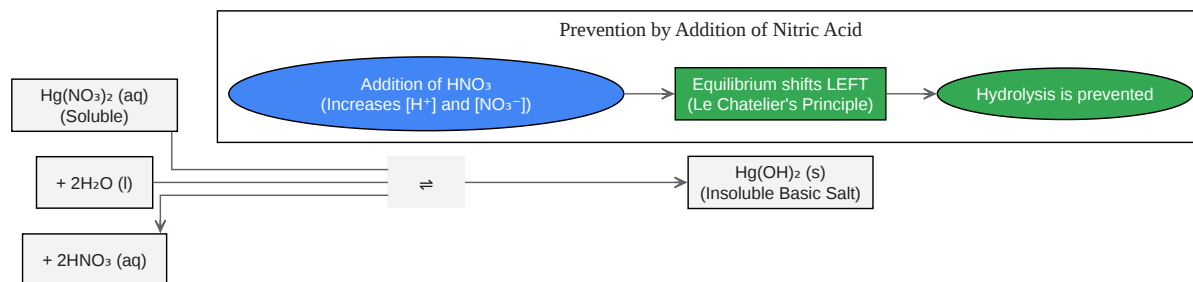 Prevention by Addition of Nitric Acid
Addition of HNO₃
(Increases [H⁺] and [NO₃⁻])
Equilibrium shifts LEFT
(Le Chatelier's Principle)
Hydrolysis is prevented
Hg(NO₃)₂ (aq)
(Soluble)
+ 2H₂O (l)
⇌
Hg(OH)₂ (s)
(Insoluble Basic Salt)
+ 2HNO₃ (aq)